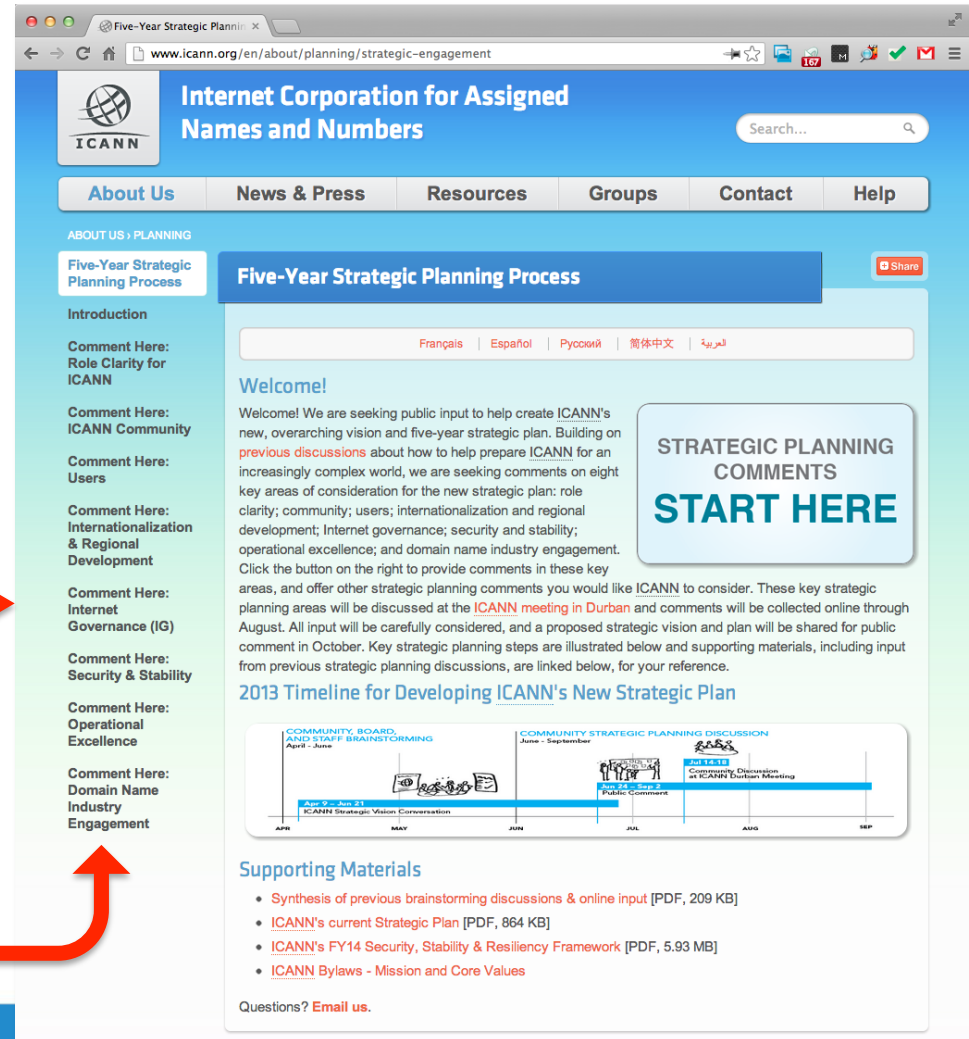 Five-Year Strategic Plannin
www.icann.org/en/about/planning/strategic-engagement
167
M
ICANN
Internet Corporation for Assigned
Names and Numbers
Search...
About Us
News & Press
Resources
Groups
Contact
Help
ABOUT US › PLANNING
Five-Year Strategic
Planning Process
Introduction
Comment Here:
Role Clarity for
ICANN
Comment Here:
ICANN Community
Comment Here:
Users
Comment Here:
Internationalization
& Regional
Development
Comment Here:
Internet
Governance (IG)
Comment Here:
Security & Stability
Comment Here:
Operational
Excellence
Comment Here:
Domain Name
Industry
Engagement
Five-Year Strategic Planning Process
Share
Français | Español | Русский | 简体中文 | العربية
Welcome!
Welcome! We are seeking public input to help create ICANN's
new, overarching vision and five-year strategic plan. Building on
previous discussions about how to help prepare ICANN for an
increasingly complex world, we are seeking comments on eight
key areas of consideration for the new strategic plan: role
clarity; community; users; internationalization and regional
development; Internet governance; security and stability;
operational excellence; and domain name industry engagement.
Click the button on the right to provide comments in these key
areas, and offer other strategic planning comments you would like ICANN to consider. These key strategic
planning areas will be discussed at the ICANN meeting in Durban and comments will be collected online through
August. All input will be carefully considered, and a proposed strategic vision and plan will be shared for public
comment in October. Key strategic planning steps are illustrated below and supporting materials, including input
from previous strategic planning discussions, are linked below, for your reference.
STRATEGIC PLANNING
COMMENTS
START HERE
2013 Timeline for Developing ICANN's New Strategic Plan
COMMUNITY, BOARD,
AND STAFF BRAINSTORMING
April - June
COMMUNITY STRATEGIC PLANNING DISCUSSION
June - September
Jul 14-18
Community Discussion
at ICANN Durban Meeting
Jun 24 – Sep 2
Public Comment
Apr 9 – Jun 21
ICANN Strategic Vision Conversation
APR
MAY
JUN
JUL
AUG
SEP
Supporting Materials
• Synthesis of previous brainstorming discussions & online input [PDF, 209 KB]
• ICANN's current Strategic Plan [PDF, 864 KB]
• ICANN's FY14 Security, Stability & Resiliency Framework [PDF, 5.93 MB]
• ICANN Bylaws - Mission and Core Values
Questions? Email us.